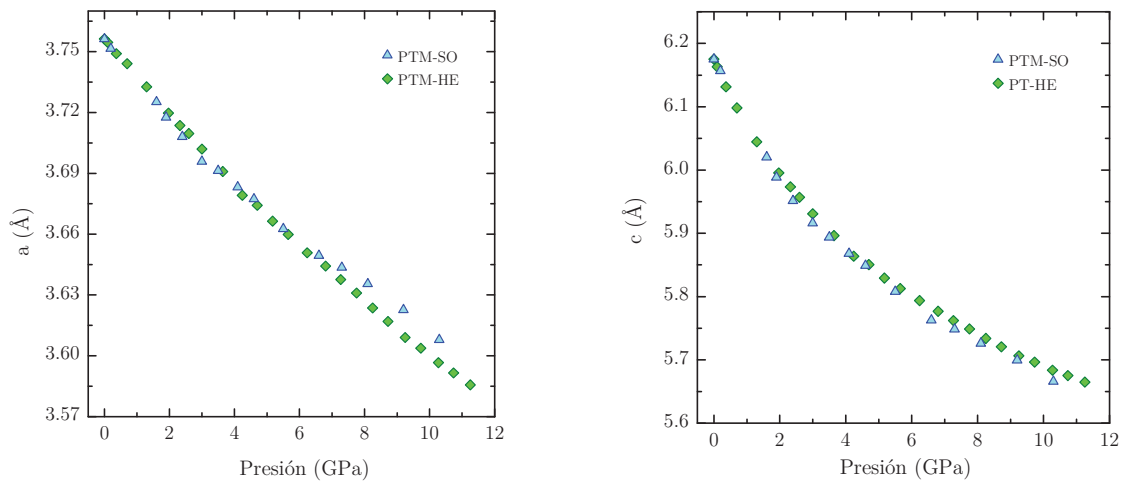 3.75
3.72
3.69
3.66
3.63
3.60
3.57
a (Å)
PTM-SO
PTM-HE
0 2 4 6 8 10 12
Presión (GPa)
6.2
6.1
6.0
5.9
5.8
5.7
5.6
c (Å)
PTM-SO
PT-HE
0 2 4 6 8 10 12
Presión (GPa)